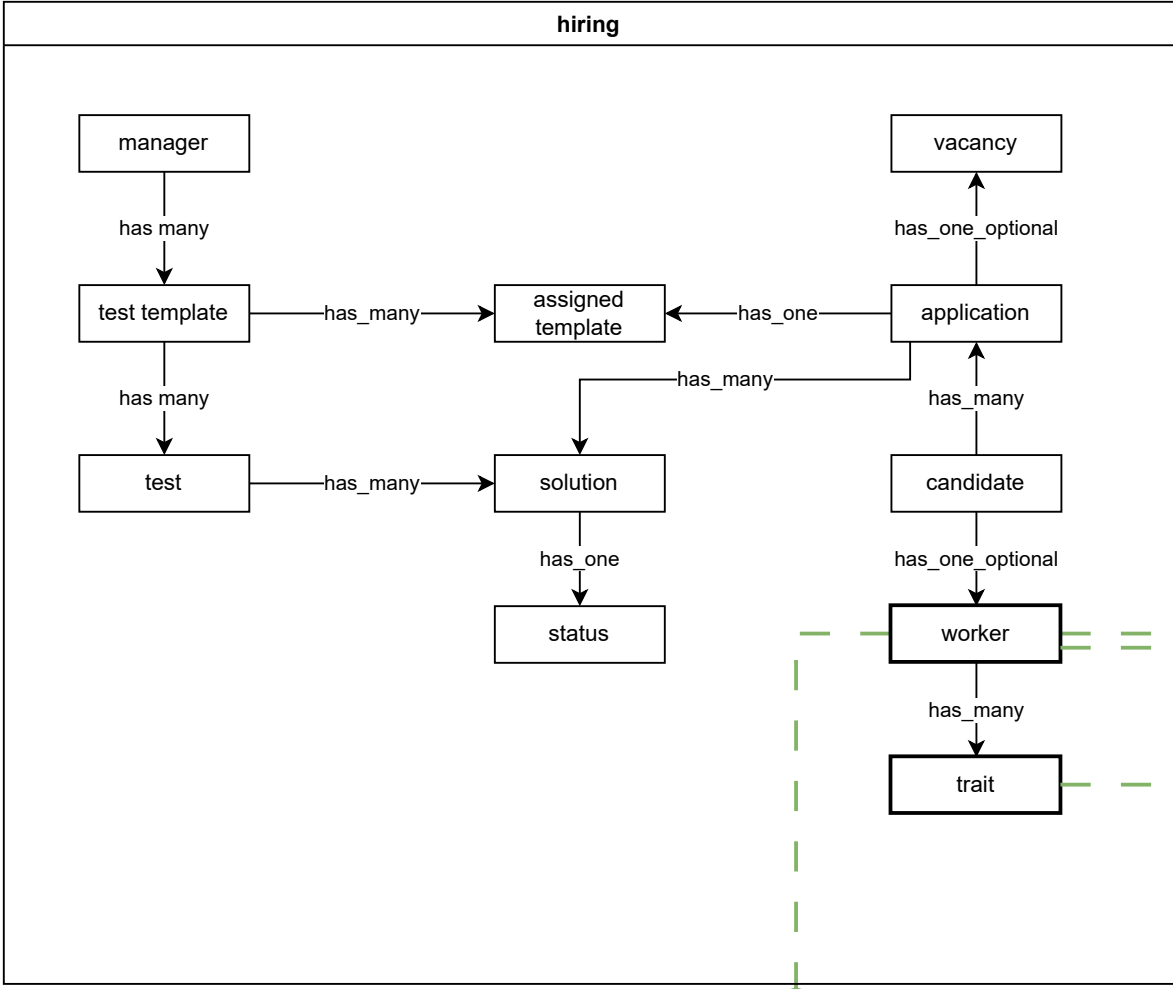 hiring
manager
vacancy
has many
has_one_optional
test template
has_many
assigned
template
has_one
application
has_many
has many
has_many
test
has_many
solution
candidate
has_one
has_one_optional
status
worker
has_many
trait